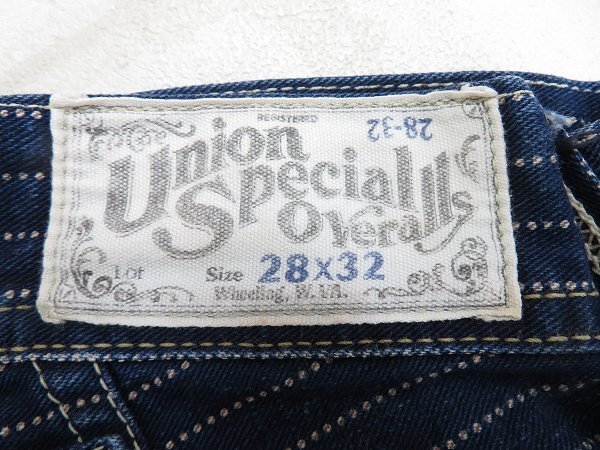 REGISTERED
28-32
Union
Special
Overalls
Lot
Size 28x32
Wheeling, W. VA.